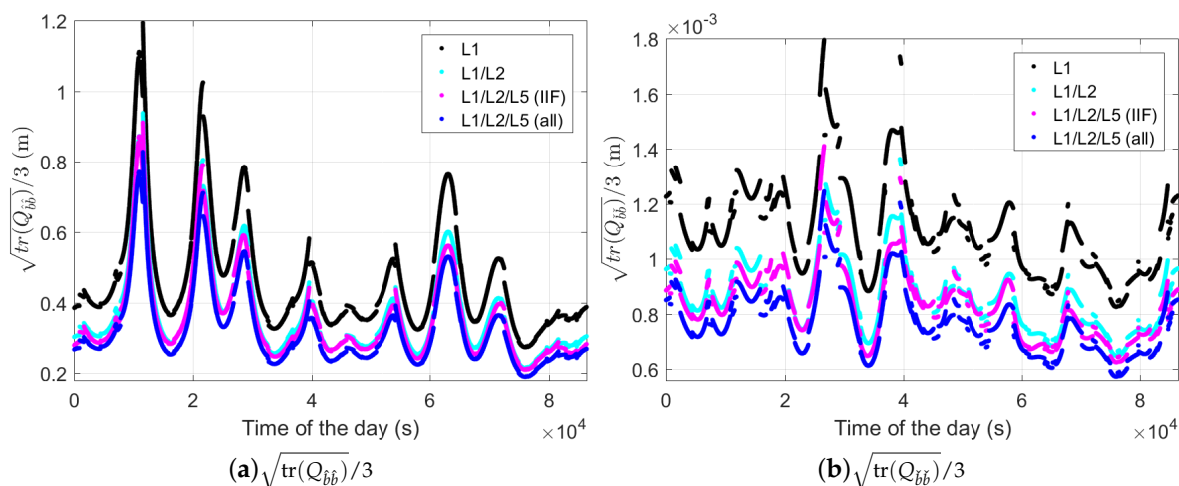 1.2
1
0.8
0.6
0.4
0.2
√tr(Q_b̂b̂)/3 (m)
L1
L1/L2
L1/L2/L5 (IIF)
L1/L2/L5 (all)
0 2 4 6 8
Time of the day (s)
×10⁴
(a)√tr(Q_b̂b̂)/3
×10⁻³
1.8
1.6
1.4
1.2
1
0.8
0.6
√tr(Q_b̌b̌)/3 (m)
L1
L1/L2
L1/L2/L5 (IIF)
L1/L2/L5 (all)
0 2 4 6 8
Time of the day (s)
×10⁴
(b)√tr(Q_b̌b̌)/3